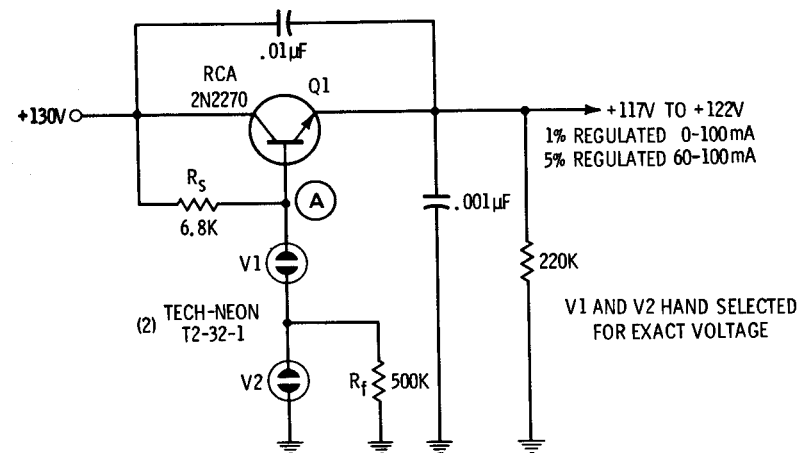 .01µF
RCA
2N2270
Q1
+130V
+117V TO +122V
1% REGULATED 0-100mA
5% REGULATED 60-100mA
Rs
6.8K
A
.001µF
220K
V1
(2) TECH-NEON
T2-32-1
V2
Rf
500K
V1 AND V2 HAND SELECTED
FOR EXACT VOLTAGE